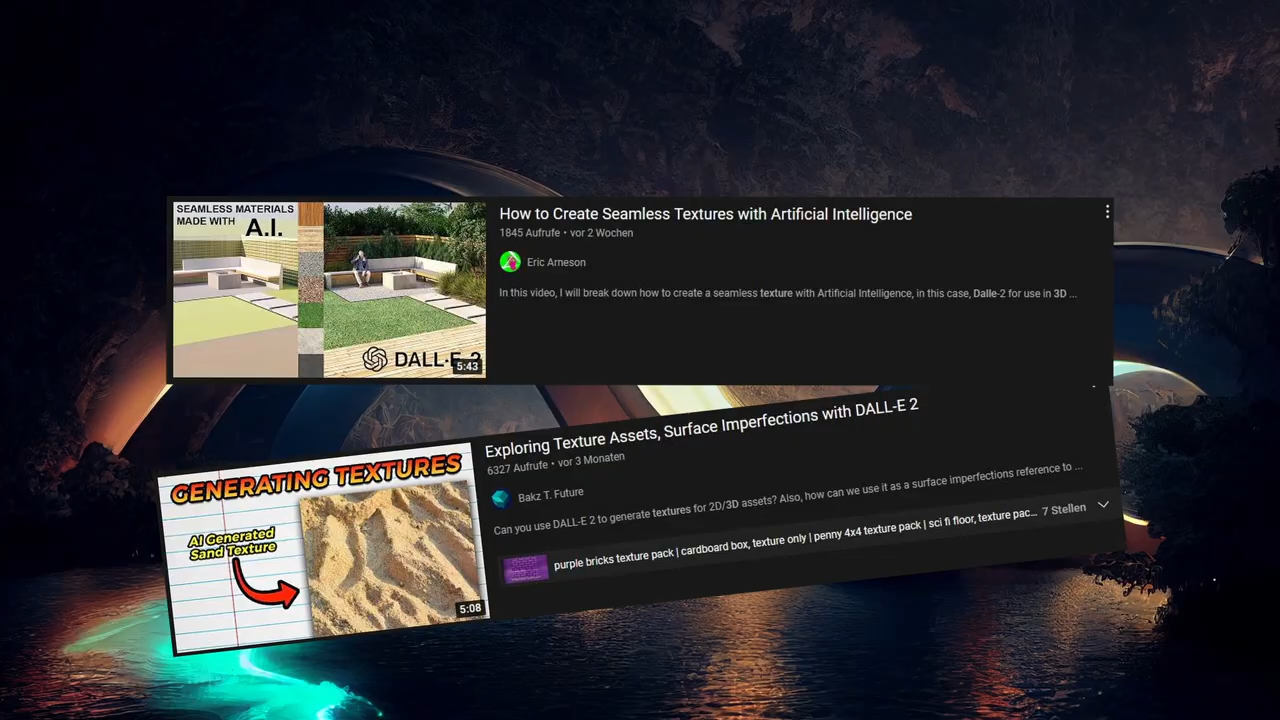 SEAMLESS MATERIALS
MADE WITH A.I.
DALL·E 2
5:43
How to Create Seamless Textures with Artificial Intelligence
1845 Aufrufe • vor 2 Wochen
Eric Arneson
In this video, I will break down how to create a seamless texture with Artificial Intelligence, in this case, Dalle-2 for use in 3D ...
GENERATING TEXTURES
AI Generated
Sand Texture
5:08
Exploring Texture Assets, Surface Imperfections with DALL-E 2
6327 Aufrufe • vor 3 Monaten
Bakz T. Future
Can you use DALL-E 2 to generate textures for 2D/3D assets? Also, how can we use it as a surface imperfections reference to ...
purple bricks texture pack | cardboard box, texture only | penny 4x4 texture pack | sci fi floor, texture pac... 7 Stellen